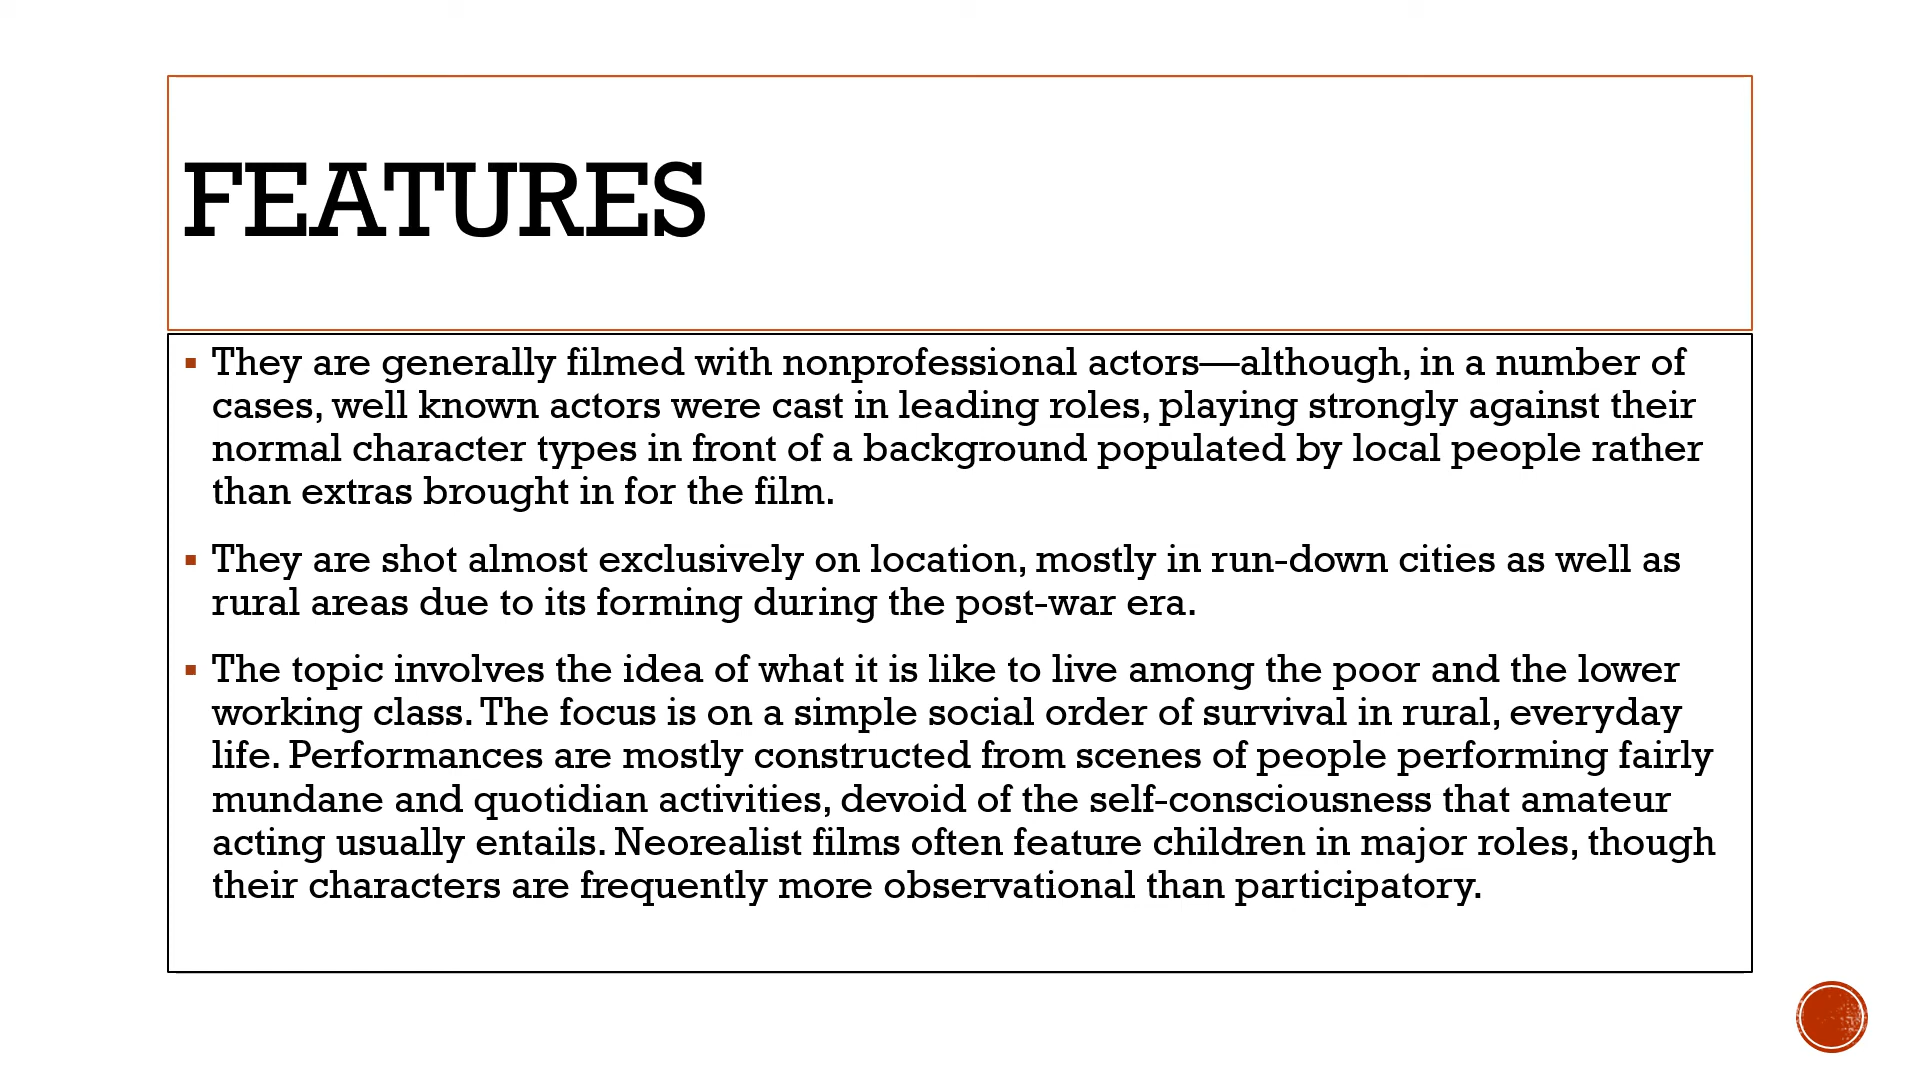 FEATURES
▪ They are generally filmed with nonprofessional actors—although, in a number of
cases, well known actors were cast in leading roles, playing strongly against their
normal character types in front of a background populated by local people rather
than extras brought in for the film.
▪ They are shot almost exclusively on location, mostly in run-down cities as well as
rural areas due to its forming during the post-war era.
▪ The topic involves the idea of what it is like to live among the poor and the lower
working class. The focus is on a simple social order of survival in rural, everyday
life. Performances are mostly constructed from scenes of people performing fairly
mundane and quotidian activities, devoid of the self-consciousness that amateur
acting usually entails. Neorealist films often feature children in major roles, though
their characters are frequently more observational than participatory.